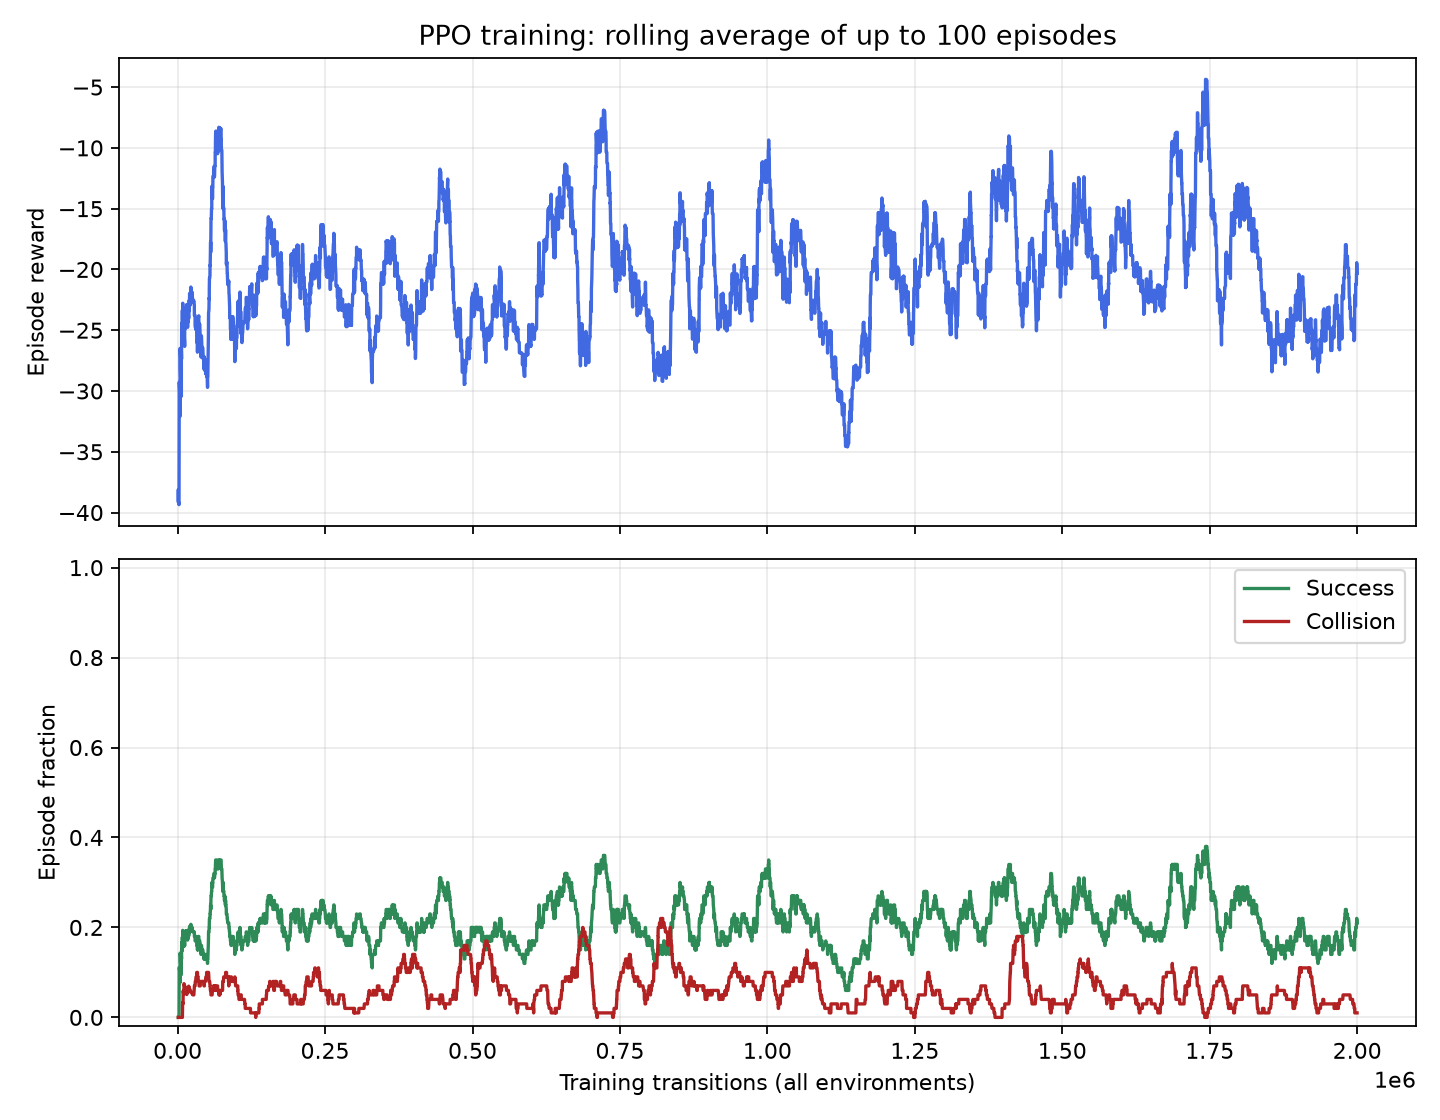 PPO training: rolling average of up to 100 episodes
−5
−10
−15
−20
−25
−30
−35
−40
Episode reward
1.0
0.8
0.6
0.4
0.2
0.0
Episode fraction
Success
Collision
0.00 0.25 0.50 0.75 1.00 1.25 1.50 1.75 2.00
1e6
Training transitions (all environments)